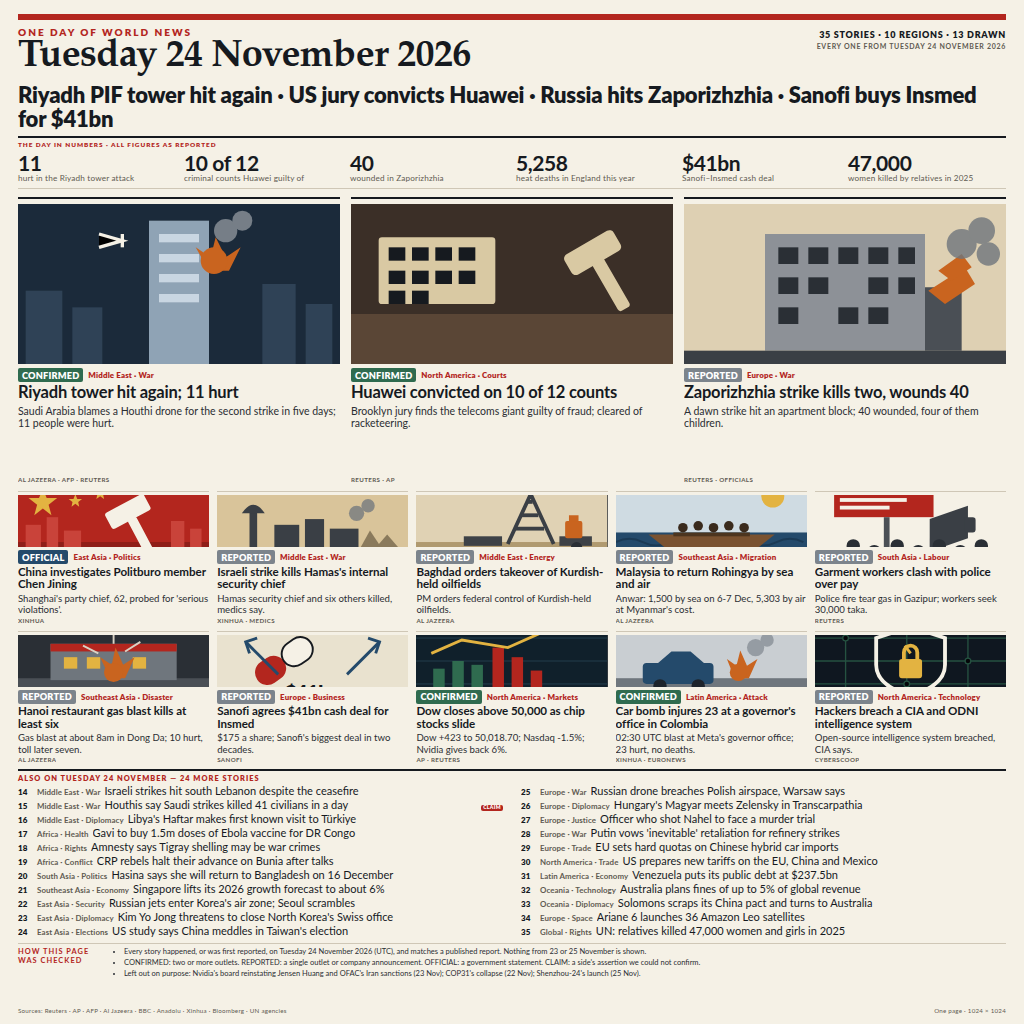 ONE DAY OF WORLD NEWS
Tuesday 24 November 2026
35 STORIES · 10 REGIONS · 13 DRAWN
EVERY ONE FROM TUESDAY 24 NOVEMBER 2026
Riyadh PIF tower hit again · US jury convicts Huawei · Russia hits Zaporizhzhia · Sanofi buys Insmed
for $41bn
THE DAY IN NUMBERS · ALL FIGURES AS REPORTED
11
hurt in the Riyadh tower attack
10 of 12
criminal counts Huawei guilty of
40
wounded in Zaporizhzhia
5,258
heat deaths in England this year
$41bn
Sanofi–Insmed cash deal
47,000
women killed by relatives in 2025
CONFIRMED Middle East · War
Riyadh tower hit again; 11 hurt
Saudi Arabia blames a Houthi drone for the second strike in five days;
11 people were hurt.
AL JAZEERA · AFP · REUTERS
CONFIRMED North America · Courts
Huawei convicted on 10 of 12 counts
Brooklyn jury finds the telecoms giant guilty of fraud; cleared of
racketeering.
REUTERS · AP
REPORTED Europe · War
Zaporizhzhia strike kills two, wounds 40
A dawn strike hit an apartment block; 40 wounded, four of them
children.
REUTERS · OFFICIALS
OFFICIAL East Asia · Politics
China investigates Politburo member
Chen Jining
Shanghai's party chief, 62, probed for 'serious
violations'.
XINHUA
REPORTED Middle East · War
Israeli strike kills Hamas's internal
security chief
Hamas security chief and six others killed,
medics say.
XINHUA · MEDICS
REPORTED Middle East · Energy
Baghdad orders takeover of Kurdish-
held oilfields
PM orders federal control of Kurdish-held
oilfields.
AL JAZEERA
REPORTED Southeast Asia · Migration
Malaysia to return Rohingya by sea
and air
Anwar: 1,500 by sea on 6-7 Dec, 5,303 by air
at Myanmar's cost.
AL JAZEERA
REPORTED South Asia · Labour
Garment workers clash with police
over pay
Police fire tear gas in Gazipur; workers seek
30,000 taka.
REUTERS
REPORTED Southeast Asia · Disaster
Hanoi restaurant gas blast kills at
least six
Gas blast at about 8am in Dong Da; 10 hurt,
toll later seven.
AL JAZEERA
REPORTED Europe · Business
Sanofi agrees $41bn cash deal for
Insmed
$175 a share; Sanofi's biggest deal in two
decades.
SANOFI
CONFIRMED North America · Markets
Dow closes above 50,000 as chip
stocks slide
Dow +423 to 50,018.70; Nasdaq -1.5%;
Nvidia gives back 6%.
AP · REUTERS
CONFIRMED Latin America · Attack
Car bomb injures 23 at a governor's
office in Colombia
02:30 UTC blast at Meta's governor office;
23 hurt, no deaths.
XINHUA · EURONEWS
REPORTED North America · Technology
Hackers breach a CIA and ODNI
intelligence system
Open-source intelligence system breached,
CIA says.
CYBERSCOOP
ALSO ON TUESDAY 24 NOVEMBER — 24 MORE STORIES
14 Middle East · War Israeli strikes hit south Lebanon despite the ceasefire
15 Middle East · War Houthis say Saudi strikes killed 41 civilians in a day CLAIM
16 Middle East · Diplomacy Libya's Haftar makes first known visit to Türkiye
17 Africa · Health Gavi to buy 1.5m doses of Ebola vaccine for DR Congo
18 Africa · Rights Amnesty says Tigray shelling may be war crimes
19 Africa · Conflict CRP rebels halt their advance on Bunia after talks
20 South Asia · Politics Hasina says she will return to Bangladesh on 16 December
21 Southeast Asia · Economy Singapore lifts its 2026 growth forecast to about 6%
22 East Asia · Security Russian jets enter Korea's air zone; Seoul scrambles
23 East Asia · Diplomacy Kim Yo Jong threatens to close North Korea's Swiss office
24 East Asia · Elections US study says China meddles in Taiwan's election
25 Europe · War Russian drone breaches Polish airspace, Warsaw says
26 Europe · Diplomacy Hungary's Magyar meets Zelensky in Transcarpathia
27 Europe · Justice Officer who shot Nahel to face a murder trial
28 Europe · War Putin vows 'inevitable' retaliation for refinery strikes
29 Europe · Trade EU sets hard quotas on Chinese hybrid car imports
30 North America · Trade US prepares new tariffs on the EU, China and Mexico
31 Latin America · Economy Venezuela puts its public debt at $237.5bn
32 Oceania · Technology Australia plans fines of up to 5% of global revenue
33 Oceania · Diplomacy Solomons scraps its China pact and turns to Australia
34 Europe · Space Ariane 6 launches 36 Amazon Leo satellites
35 Global · Rights UN: relatives killed 47,000 women and girls in 2025
HOW THIS PAGE
WAS CHECKED
• Every story happened, or was first reported, on Tuesday 24 November 2026 (UTC), and matches a published report. Nothing from 23 or 25 November is shown.
• CONFIRMED: two or more outlets. REPORTED: a single outlet or company announcement. OFFICIAL: a government statement. CLAIM: a side's assertion we could not confirm.
• Left out on purpose: Nvidia's board reinstating Jensen Huang and OFAC's Iran sanctions (23 Nov); COP31's collapse (22 Nov); Shenzhou-24's launch (25 Nov).
Sources: Reuters · AP · AFP · Al Jazeera · BBC · Anadolu · Xinhua · Bloomberg · UN agencies
One page · 1024 × 1024